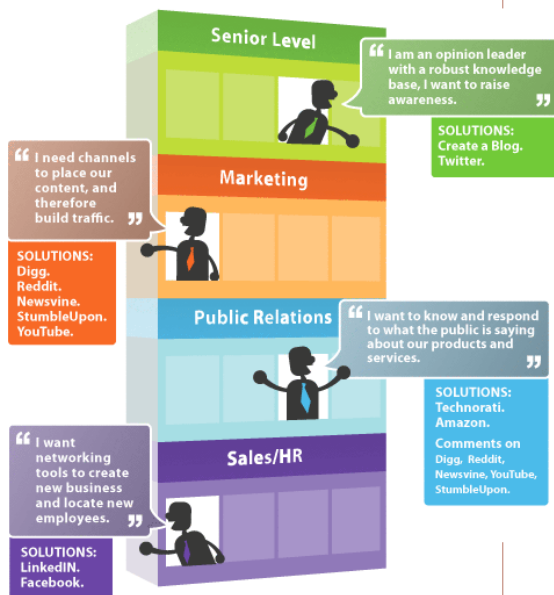 Senior Level
“ I am an opinion leader
with a robust knowledge
base, I want to raise
awareness. ”
SOLUTIONS:
Create a Blog.
Twitter.
Marketing
“ I need channels
to place our
content, and
therefore
build traffic. ”
SOLUTIONS:
Digg.
Reddit.
Newsvine.
StumbleUpon.
YouTube.
Public Relations
“ I want to know and respond
to what the public is saying
about our products and
services. ”
SOLUTIONS:
Technorati.
Amazon.
Comments on
Digg, Reddit,
Newsvine, YouTube,
StumbleUpon.
Sales/HR
“ I want
networking
tools to create
new business
and locate new
employees. ”
SOLUTIONS:
LinkedIN.
Facebook.